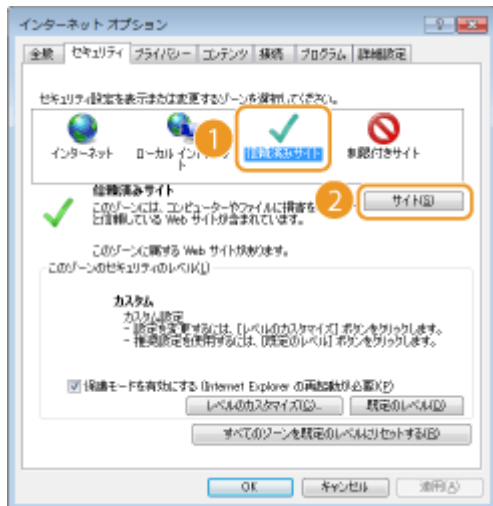 インターネット オプション
全般 セキュリティ プライバシー コンテンツ 接続 プログラム 詳細設定
セキュリティ設定を表示または変更するゾーンを選択してください。
1
インターネット ローカル イン ト 信頼済みサイト 制限付きサイト
信頼済みサイト
2
サイト(S)
このゾーンには、コンピューターやファイルに損害を
と信頼している Web サイトが含まれています。
このゾーンに属する Web サイトがあります。
このゾーンのセキュリティのレベル(L)
カスタム
カスタム設定
- 設定を変更するには、[レベルのカスタマイズ] ボタンをクリックします。
- 推奨設定を使用するには、[既定のレベル] ボタンをクリックします。
保護モードを有効にする (Internet Explorer の再起動が必要)(P)
レベルのカスタマイズ(C)... 既定のレベル(D)
すべてのゾーンを既定のレベルにリセットする(R)
OK キャンセル 適用(A)